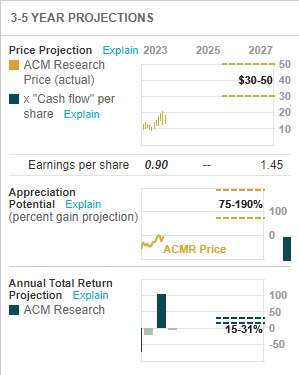 3-5 YEAR PROJECTIONS
Price Projection Explain 2023 2025 2027
ACM Research
Price (actual)
x "Cash flow" per
share Explain
50
40
$30-50
30
20
10
Earnings per share 0.90 -- 1.45
Appreciation
Potential Explain
(percent gain projection)
75-190%
100
0
ACMR Price
Annual Total Return
Projection Explain
ACM Research
100
50
0
15-31%
-50